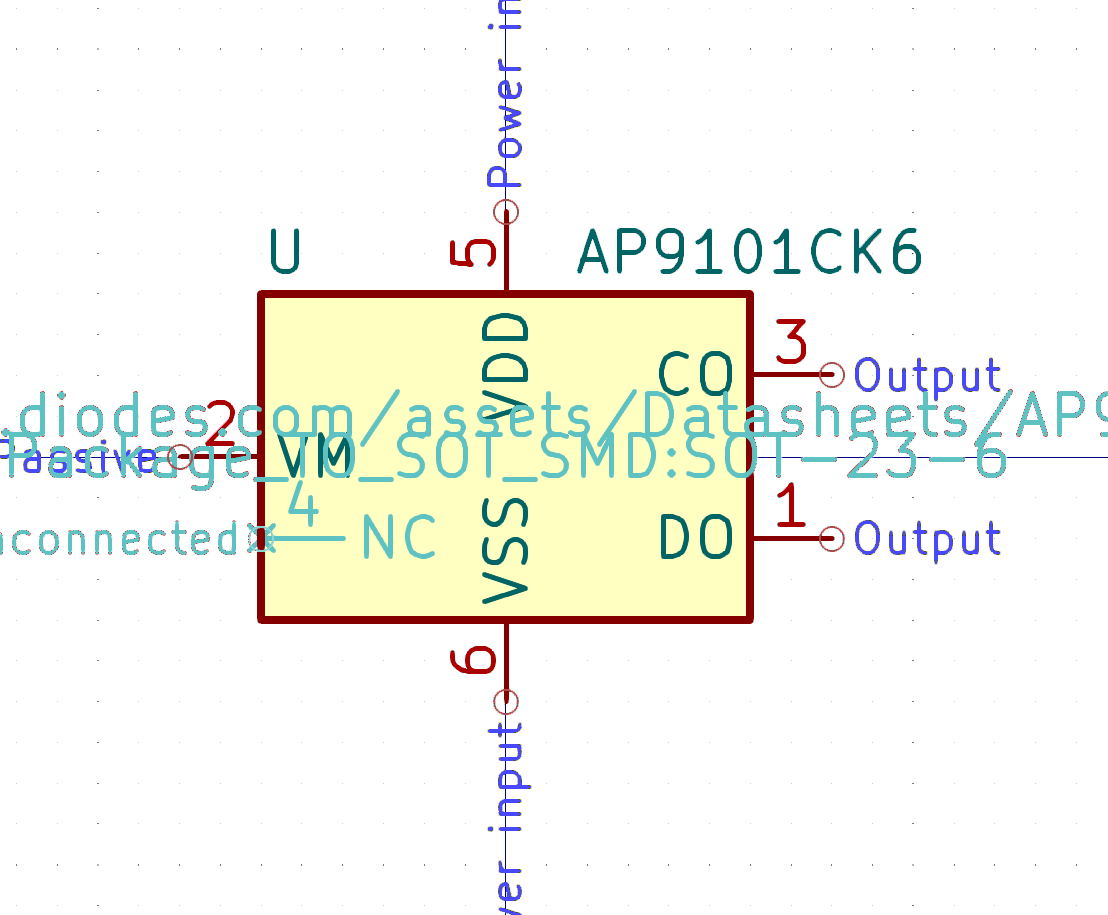 Power in
U
AP9101CK6
5
VDD
CO
3
Output
.diodes.com/assets/Datasheets/AP9
2
Passive
VM
Package_TO_SOT_SMD:SOT-23-6
4
nconnected
NC
VSS
DO
1
Output
6
wer input